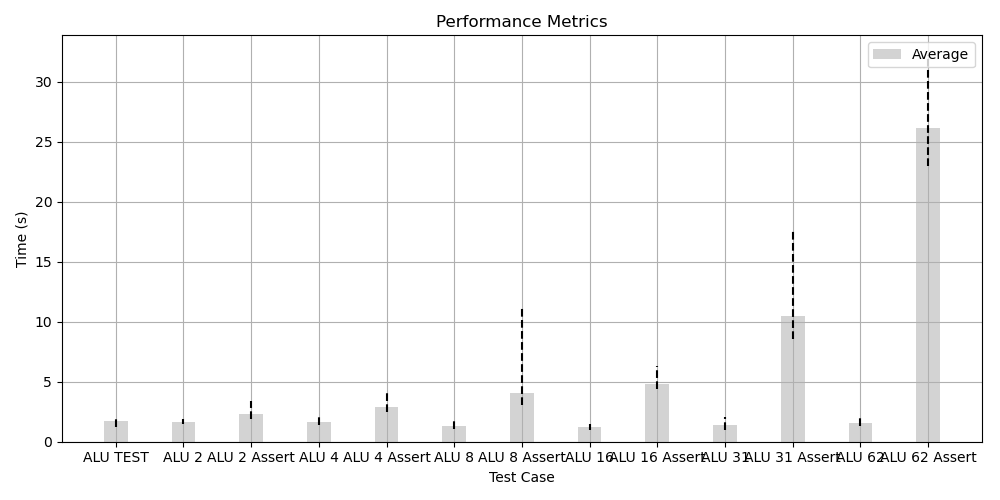 Performance Metrics
Average
30
25
20
15
10
5
0
Time (s)
ALU TEST ALU 2 ALU 2 Assert ALU 4 ALU 4 Assert ALU 8 ALU 8 Assert ALU 16 ALU 16 Assert ALU 31 ALU 31 Assert ALU 62 ALU 62 Assert
Test Case